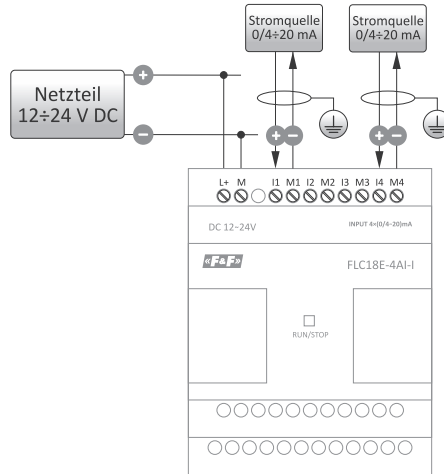 Stromquelle
0/4÷20 mA
Stromquelle
0/4÷20 mA
+
Netzteil
12÷24 V DC
−
+ −
+ −
L+ M I1 M1 I2 M2 I3 M3 I4 M4
DC 12-24V
INPUT 4×(0/4-20)mA
«F&F»
FLC18E-4AI-I
RUN/STOP